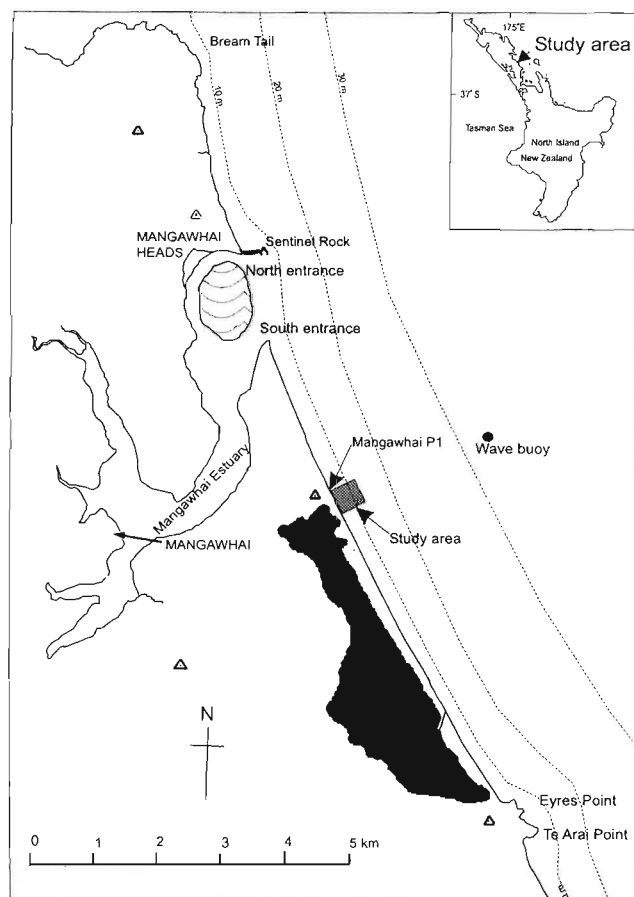 Bream Tail
10 m
20 m
30 m
175°E
Study area
37°S
Tasman Sea
North Island
New Zealand
MANGAWHAI
HEADS
Sentinel Rock
North entrance
South entrance
Mangawhai P1
Wave buoy
Mangawhai Estuary
Study area
MANGAWHAI
N
Eyres Point
Te Arai Point
0 1 2 3 4 5 km